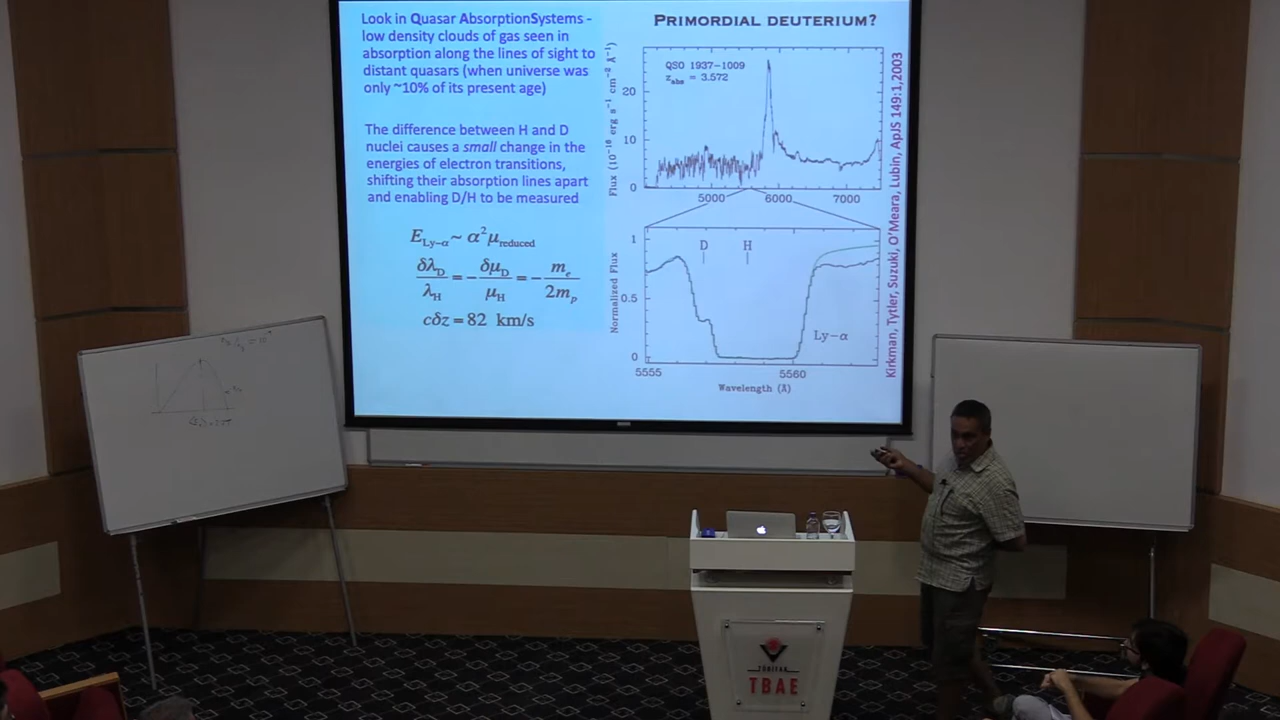 Look in Quasar AbsorptionSystems -
low density clouds of gas seen in
absorption along the lines of sight to
distant quasars (when universe was
only ~10% of its present age)
The difference between H and D
nuclei causes a small change in the
energies of electron transitions,
shifting their absorption lines apart
and enabling D/H to be measured
E_Ly−α ~ α² μ_reduced
δλ_D / λ_H = − δμ_D / μ_H = − m_e / 2m_p
cδz = 82 km/s
PRIMORDIAL DEUTERIUM?
QSO 1937−1009
z_abs = 3.572
Flux (10⁻¹⁶ erg s⁻¹ cm⁻² Å⁻¹)
20
10
0
5000 6000 7000
D H
Ly−α
Normalized Flux
1
0.5
0
5555 5560
Wavelength (Å)
Kirkman, Tytler, Suzuki, O'Meara, Lubin, ApJS 149:1,2003
TÜBİTAK
TBAE